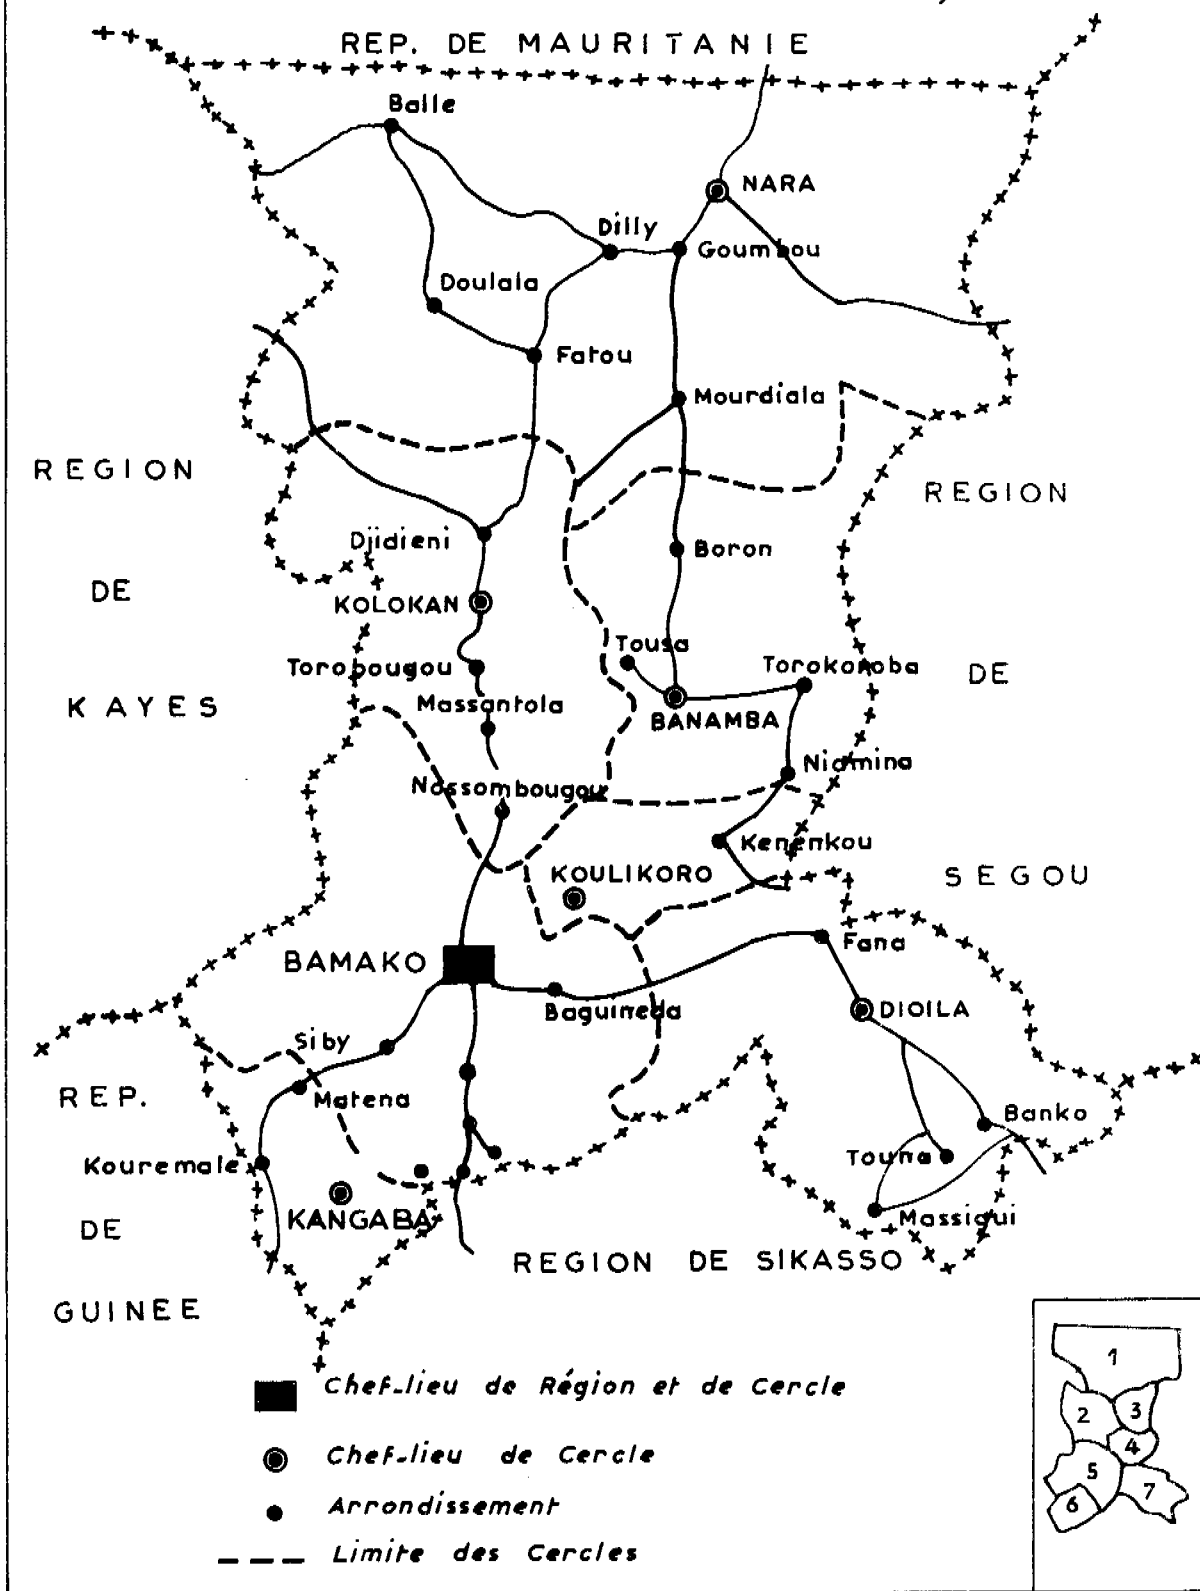 REP. DE MAURITANIE
Balle
NARA
Dilly
Goumbou
Doulala
Fatou
Mourdiala
REGION
REGION
Djidieni
Boron
DE
KOLOKAN
Tousa
Torobougou
Torokoroba
DE
KAYES
Massantola
BANAMBA
Niamina
Nossombougou
Kenenkou
KOULIKORO
SEGOU
BAMAKO
Fana
Baguineda
DIOILA
Siby
REP.
Matena
Banko
Kouremale
Touna
KANGABA
Massigui
DE
REGION DE SIKASSO
GUINEE
Chef-lieu de Région et de Cercle
Chef-lieu de Cercle
Arrondissement
Limite des Cercles
1
2
3
4
5
6
7